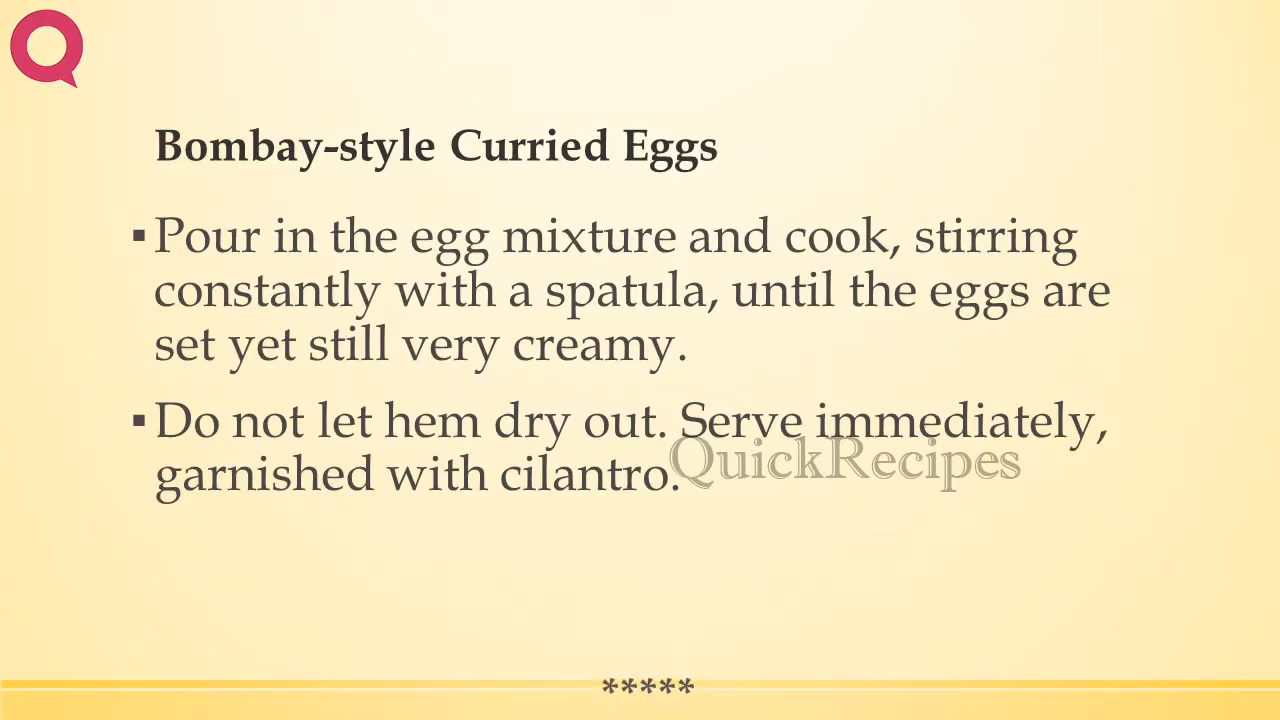 Bombay-style Curried Eggs
▪Pour in the egg mixture and cook, stirring
constantly with a spatula, until the eggs are
set yet still very creamy.
▪Do not let hem dry out. Serve immediately,
garnished with cilantro.
QuickRecipes
*****